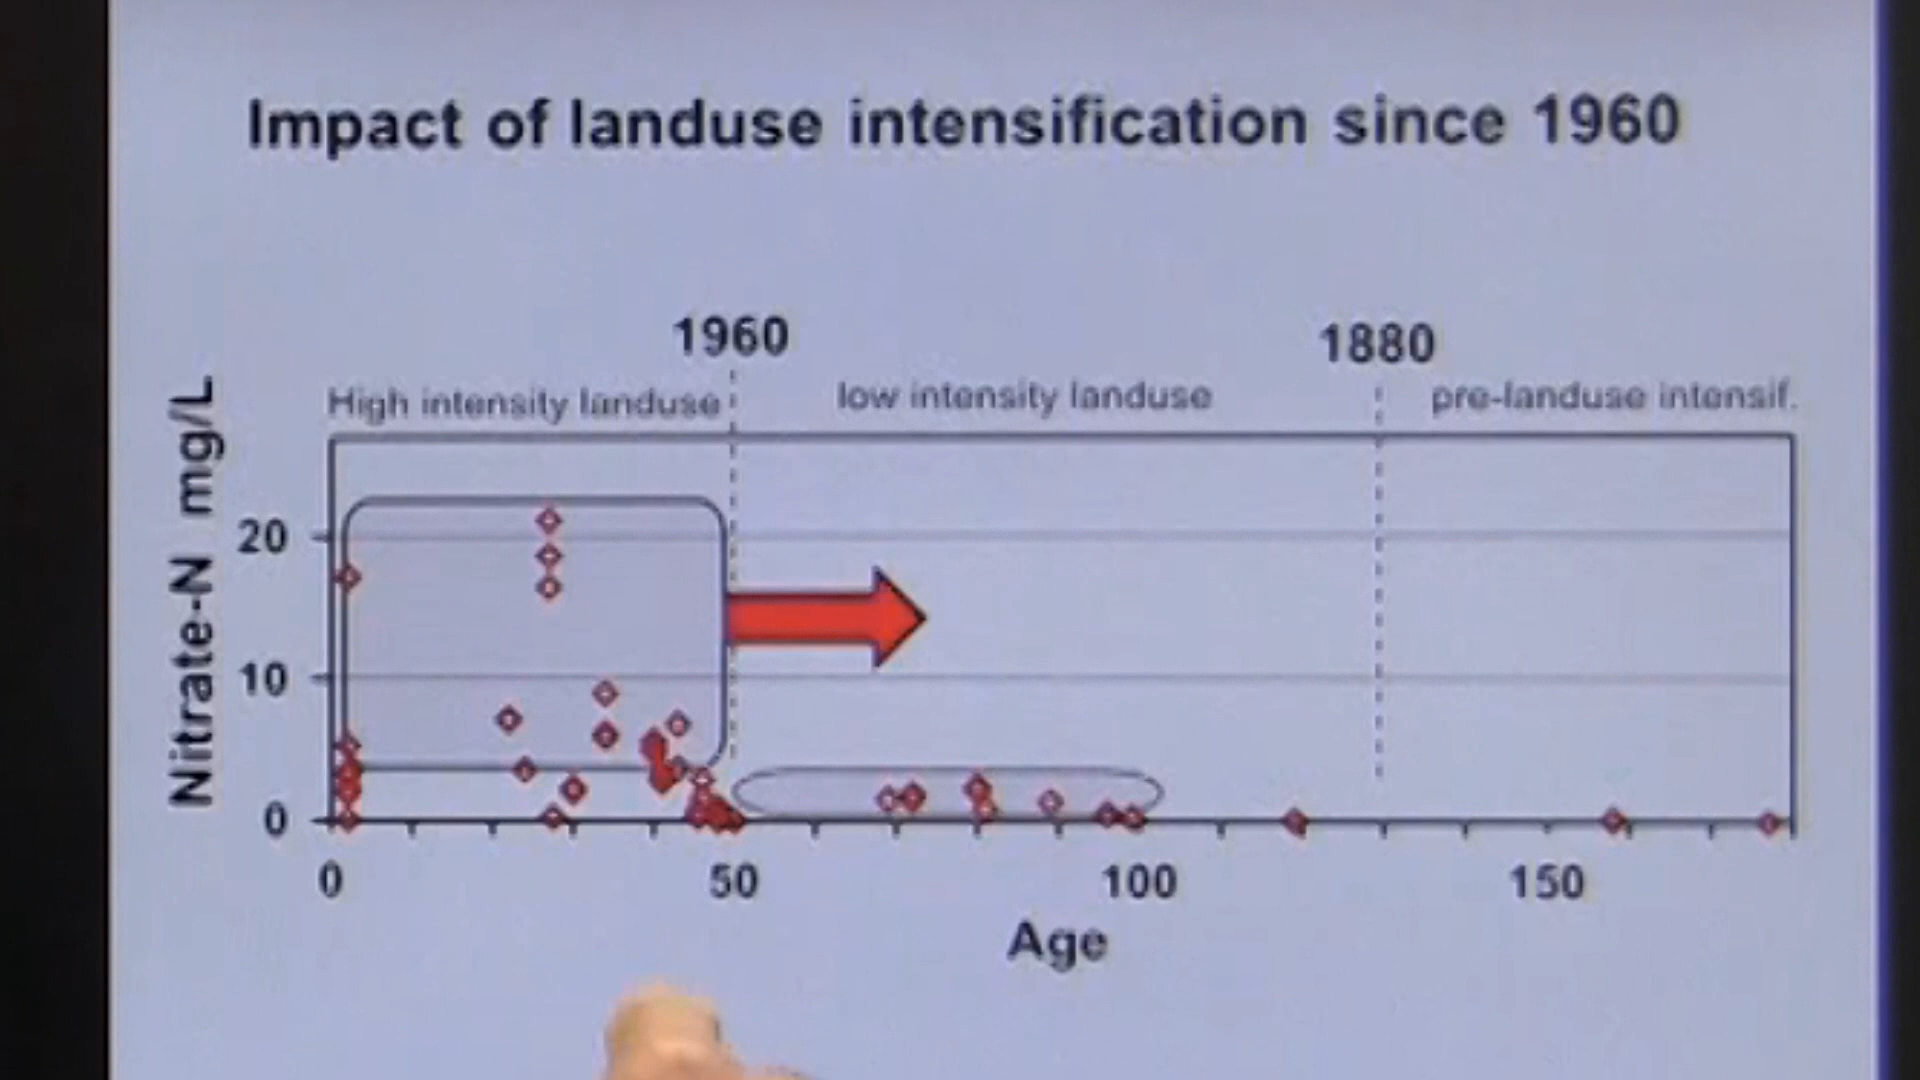 Impact of landuse intensification since 1960
1960
1880
High intensity landuse
low intensity landuse
pre-landuse intensif.
Nitrate-N mg/L
20
10
0
0
50
100
150
Age